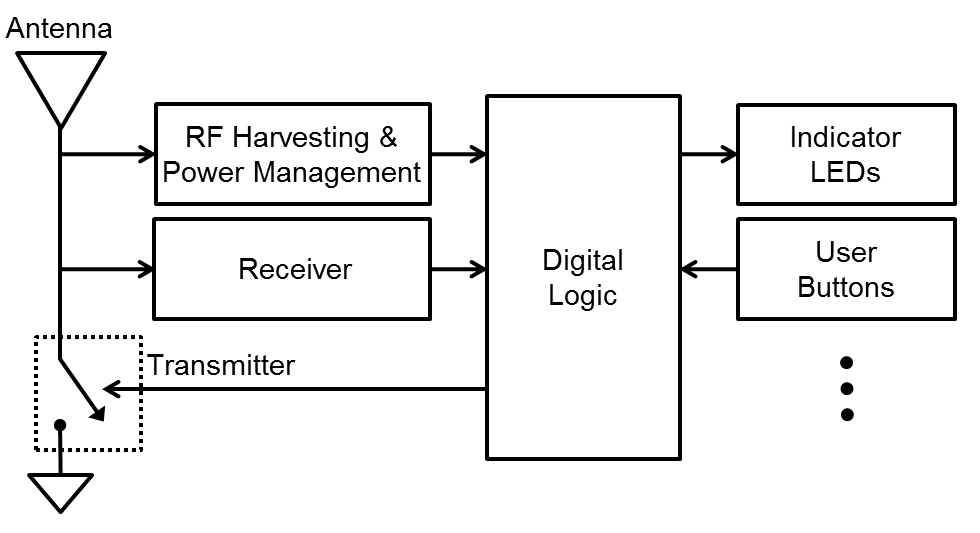 Antenna
RF Harvesting &
Power Management
Receiver
Transmitter
Digital
Logic
Indicator
LEDs
User
Buttons